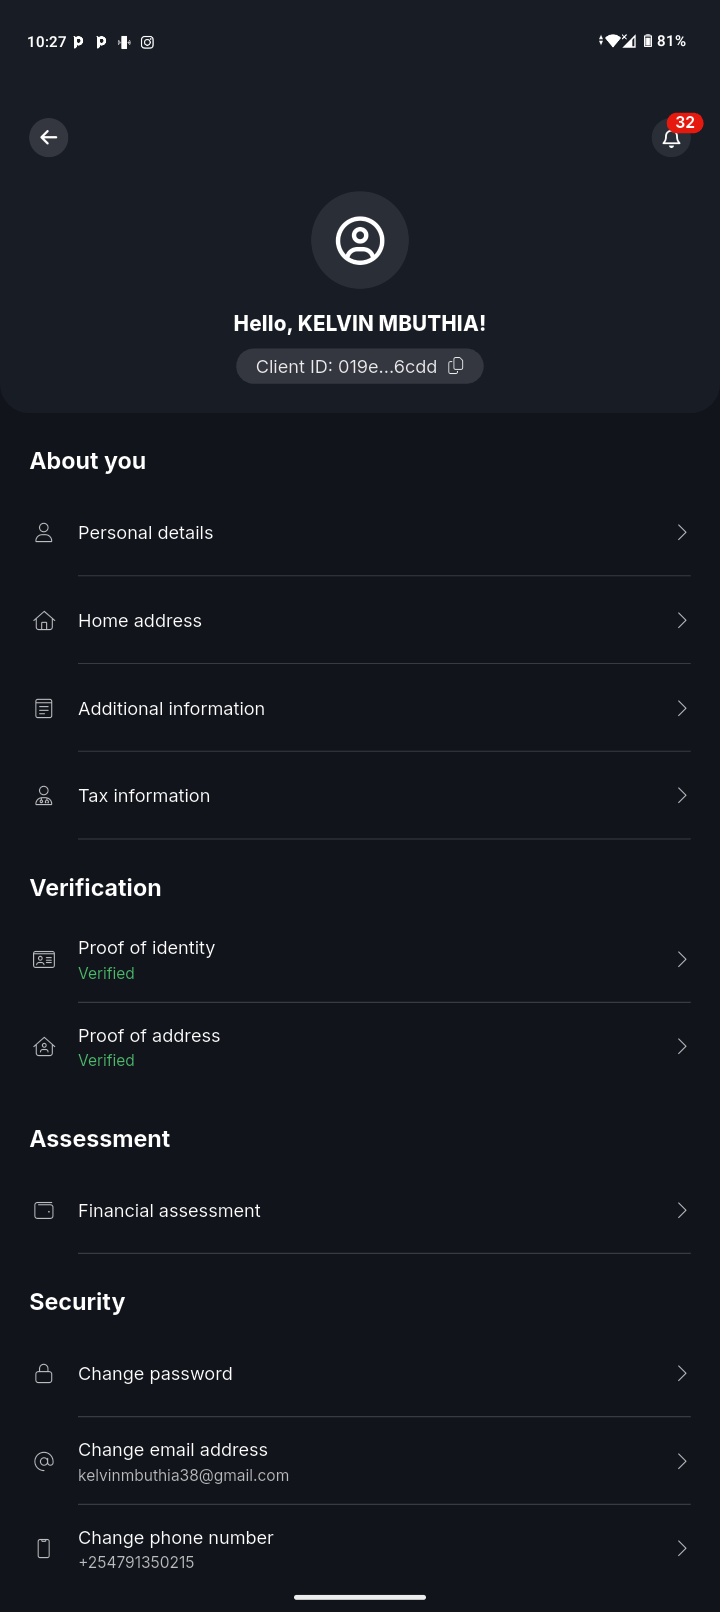 10:27
81%
32
Hello, KELVIN MBUTHIA!
Client ID: 019e...6cdd
About you
Personal details
Home address
Additional information
Tax information
Verification
Proof of identity
Verified
Proof of address
Verified
Assessment
Financial assessment
Security
Change password
Change email address
kelvinmbuthia38@gmail.com
Change phone number
+254791350215